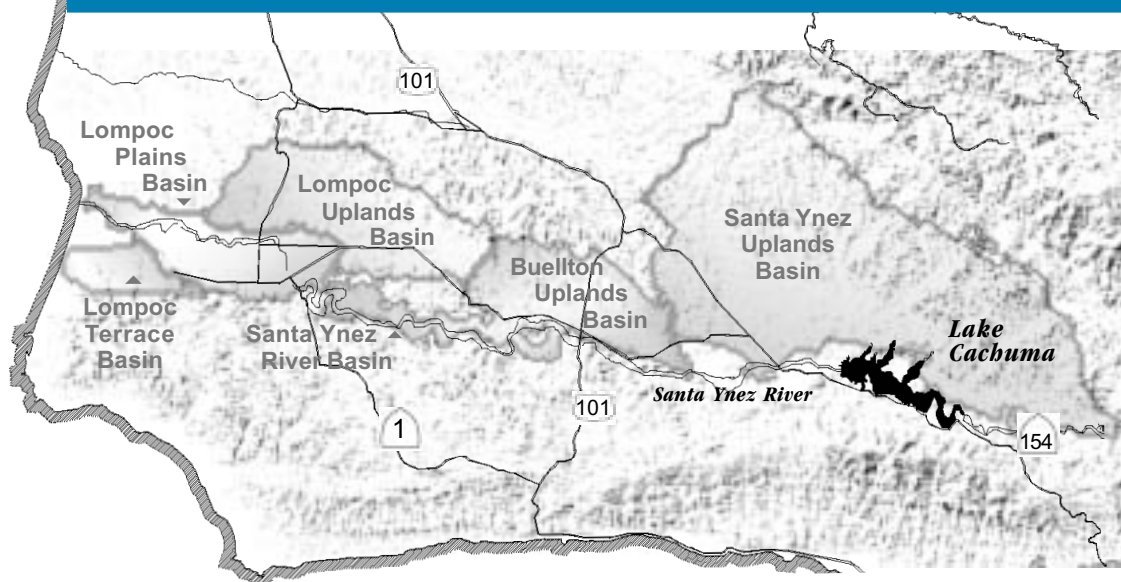 101
Lompoc
Plains
Basin
Lompoc
Uplands
Basin
Santa Ynez
Uplands
Basin
Buellton
Uplands
Basin
Lompoc
Terrace
Basin
Santa Ynez
River Basin
Lake
Cachuma
Santa Ynez River
101
1
154